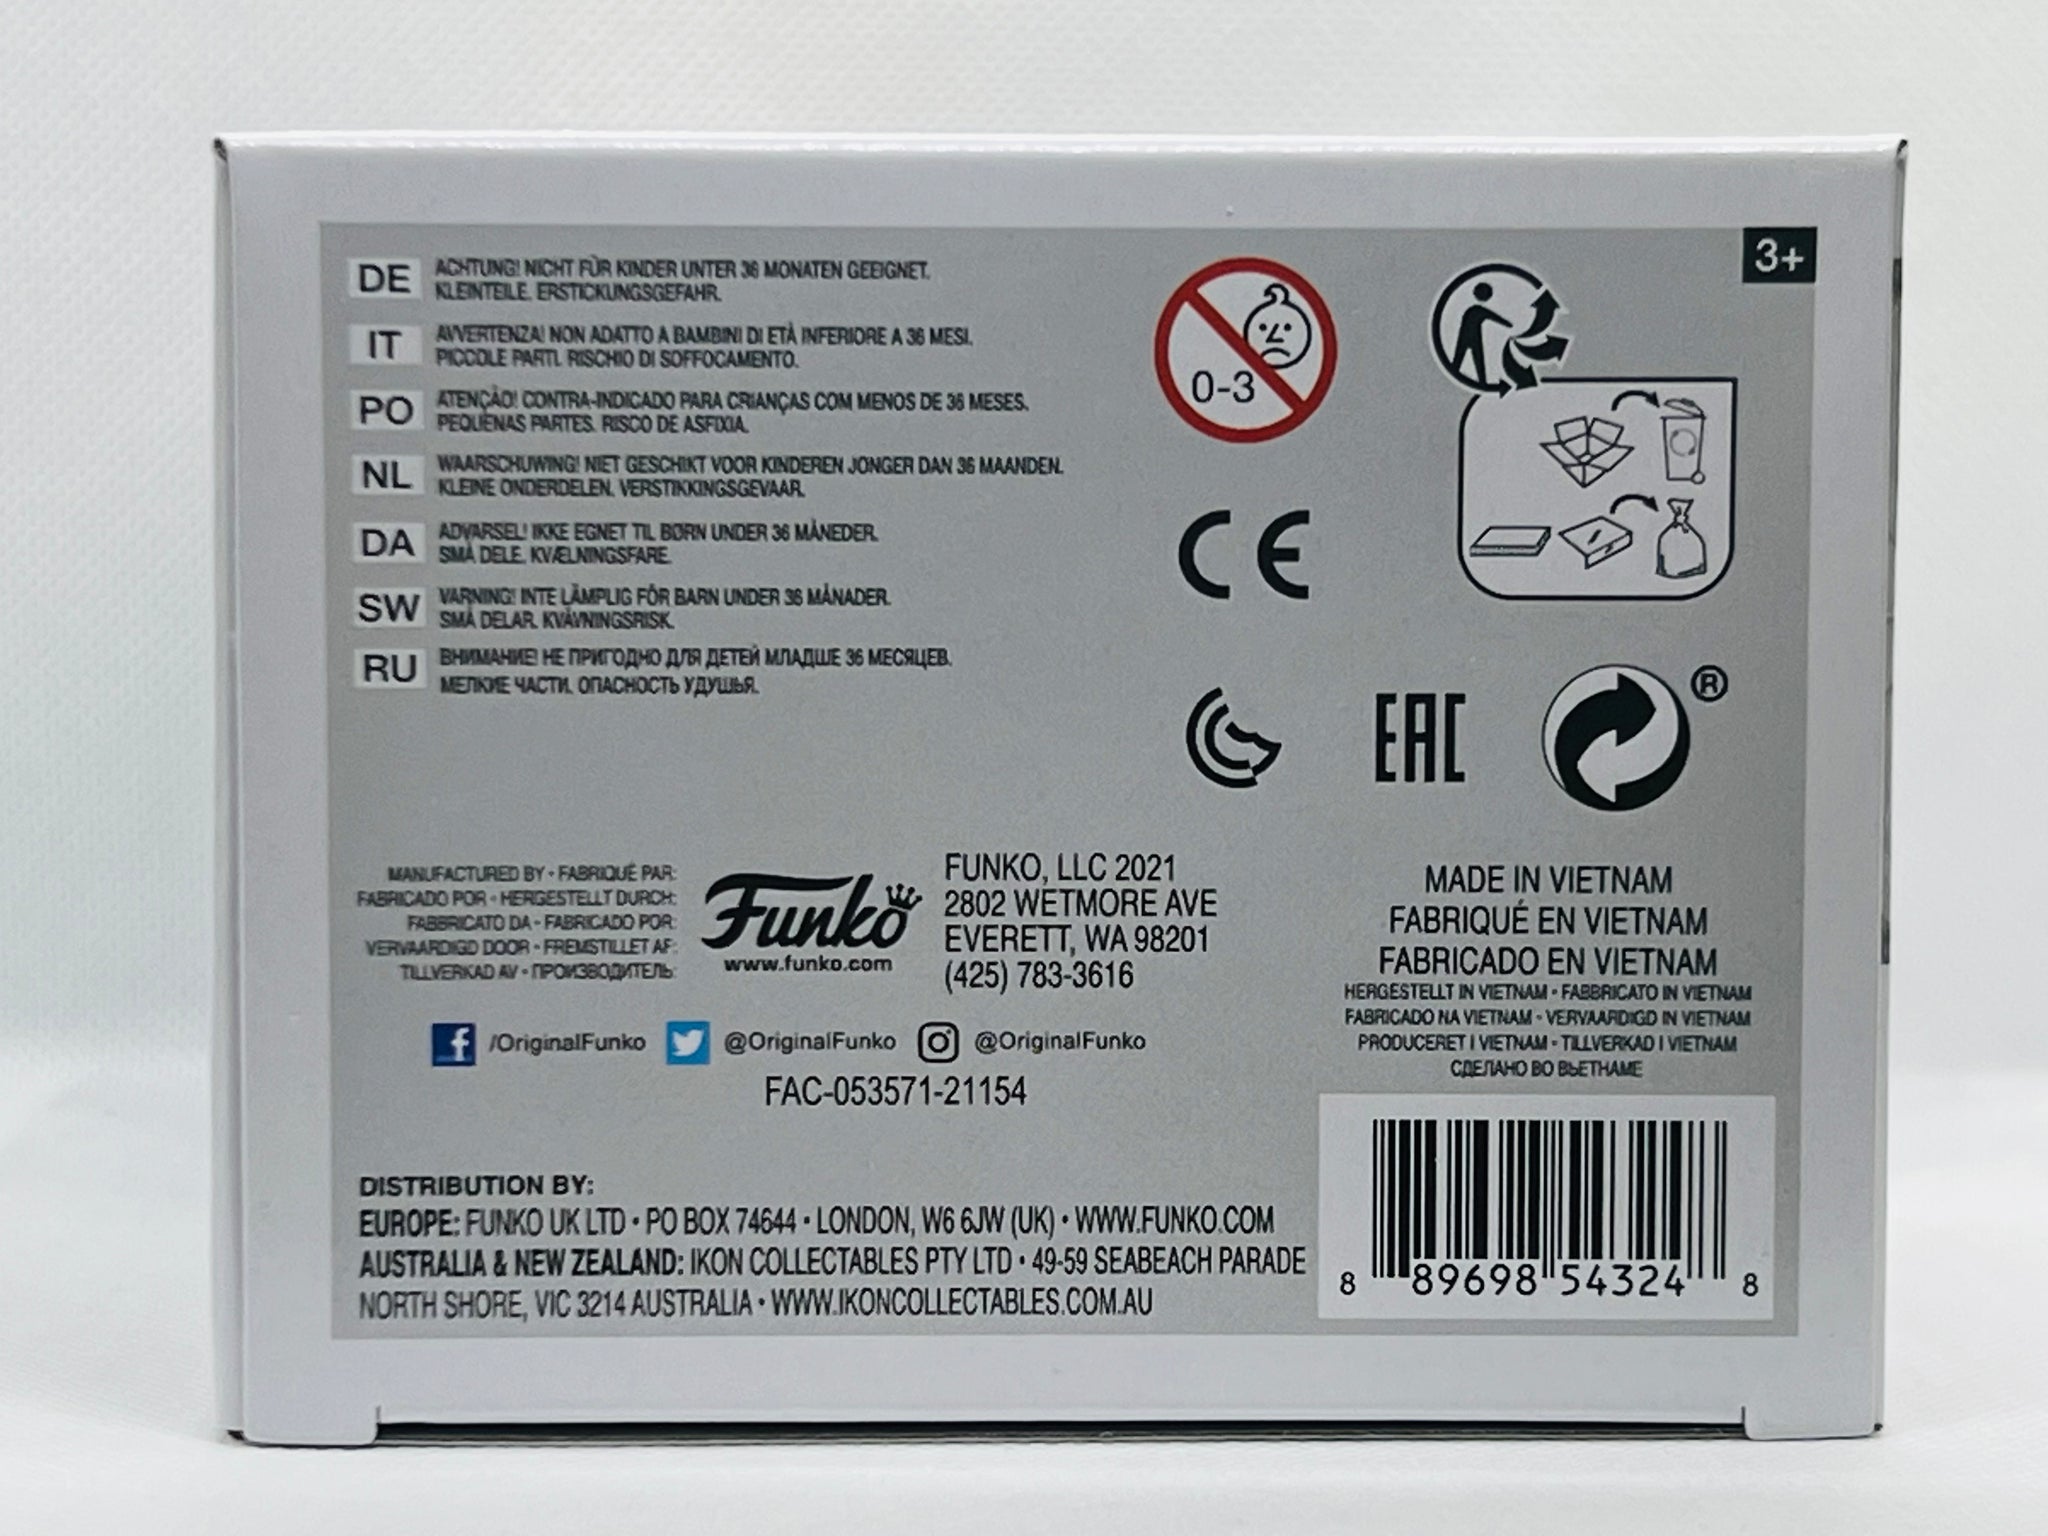 3+
DE
ACHTUNG! NICHT FÜR KINDER UNTER 36 MONATEN GEEIGNET.
KLEINTEILE. ERSTICKUNGSGEFAHR.
IT
AVVERTENZA! NON ADATTO A BAMBINI DI ETÀ INFERIORE A 36 MESI.
PICCOLE PARTI. RISCHIO DI SOFFOCAMENTO.
PO
ATENÇÃO! CONTRA-INDICADO PARA CRIANÇAS COM MENOS DE 36 MESES.
PEQUENAS PARTES. RISCO DE ASFIXIA.
NL
WAARSCHUWING! NIET GESCHIKT VOOR KINDEREN JONGER DAN 36 MAANDEN.
KLEINE ONDERDELEN. VERSTIKKINGSGEVAAR.
DA
ADVARSEL! IKKE EGNET TIL BØRN UNDER 36 MÅNEDER.
SMÅ DELE. KVÆLNINGSFARE.
SW
VARNING! INTE LÄMPLIG FÖR BARN UNDER 36 MÅNADER.
SMÅ DELAR. KVÄVNINGSRISK.
RU
ВНИМАНИЕ! НЕ ПРИГОДНО ДЛЯ ДЕТЕЙ МЛАДШЕ 36 МЕСЯЦЕВ.
МЕЛКИЕ ЧАСТИ. ОПАСНОСТЬ УДУШЬЯ.
0-3
CE
EAC
®
MANUFACTURED BY • FABRIQUÉ PAR:
FABRICADO POR • HERGESTELLT DURCH:
FABBRICATO DA • FABRICADO POR:
VERVAARDIGD DOOR • FREMSTILLET AF:
TILLVERKAD AV • ПРОИЗВОДИТЕЛЬ:
Funko
www.funko.com
FUNKO, LLC 2021
2802 WETMORE AVE
EVERETT, WA 98201
(425) 783-3616
/OriginalFunko @OriginalFunko @OriginalFunko
FAC-053571-21154
MADE IN VIETNAM
FABRIQUÉ EN VIETNAM
FABRICADO EN VIETNAM
HERGESTELLT IN VIETNAM • FABBRICATO IN VIETNAM
FABRICADO NA VIETNAM • VERVAARDIGD IN VIETNAM
PRODUCERET I VIETNAM • TILLVERKAD I VIETNAM
СДЕЛАНО ВО ВЬЕТНАМЕ
DISTRIBUTION BY:
EUROPE: FUNKO UK LTD • PO BOX 74644 • LONDON, W6 6JW (UK) • WWW.FUNKO.COM
AUSTRALIA & NEW ZEALAND: IKON COLLECTABLES PTY LTD • 49-59 SEABEACH PARADE
NORTH SHORE, VIC 3214 AUSTRALIA • WWW.IKONCOLLECTABLES.COM.AU
8 89698 54324 8